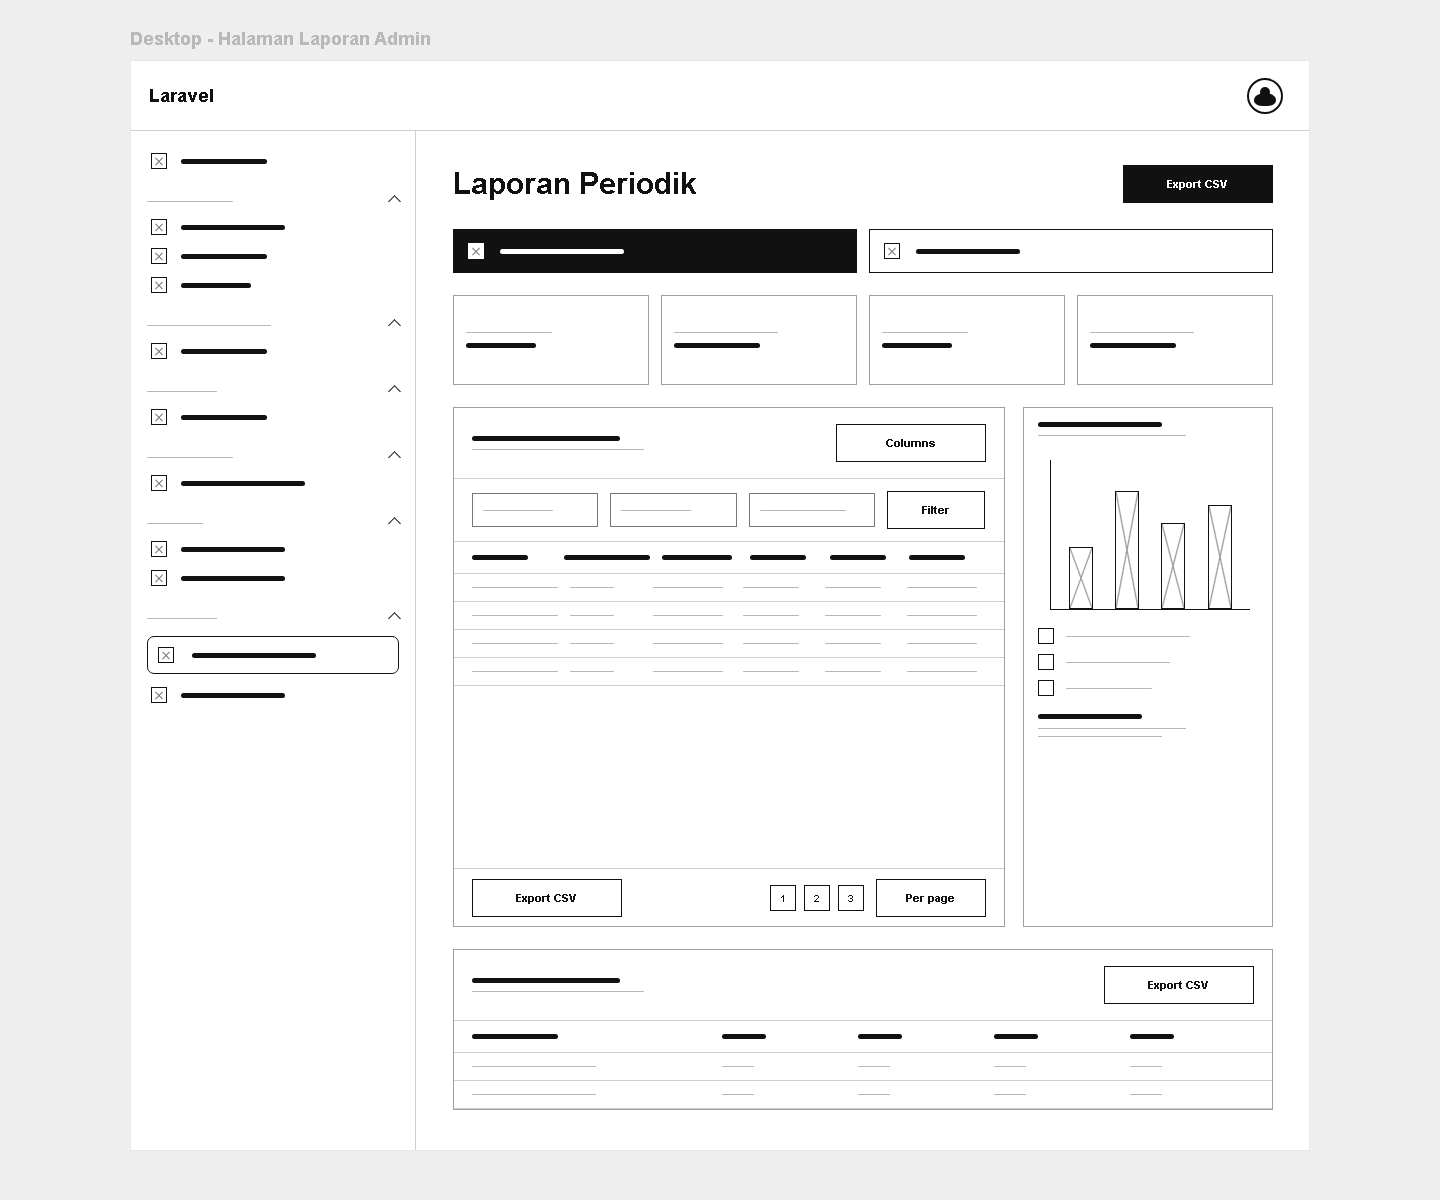 Desktop - Halaman Laporan Admin
Laravel
Laporan Periodik
Export CSV
Columns
Filter
Export CSV
1
2
3
Per page
Export CSV